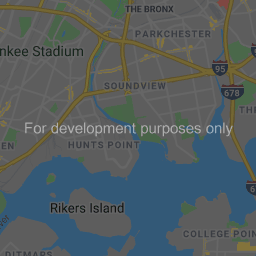 THE BRONX
PARKCHESTER
nkee Stadium
95
SOUNDVIEW
678
For development purposes only
EN
HUNTS POINT
Rikers Island
COLLEGE POIN
DITMARS